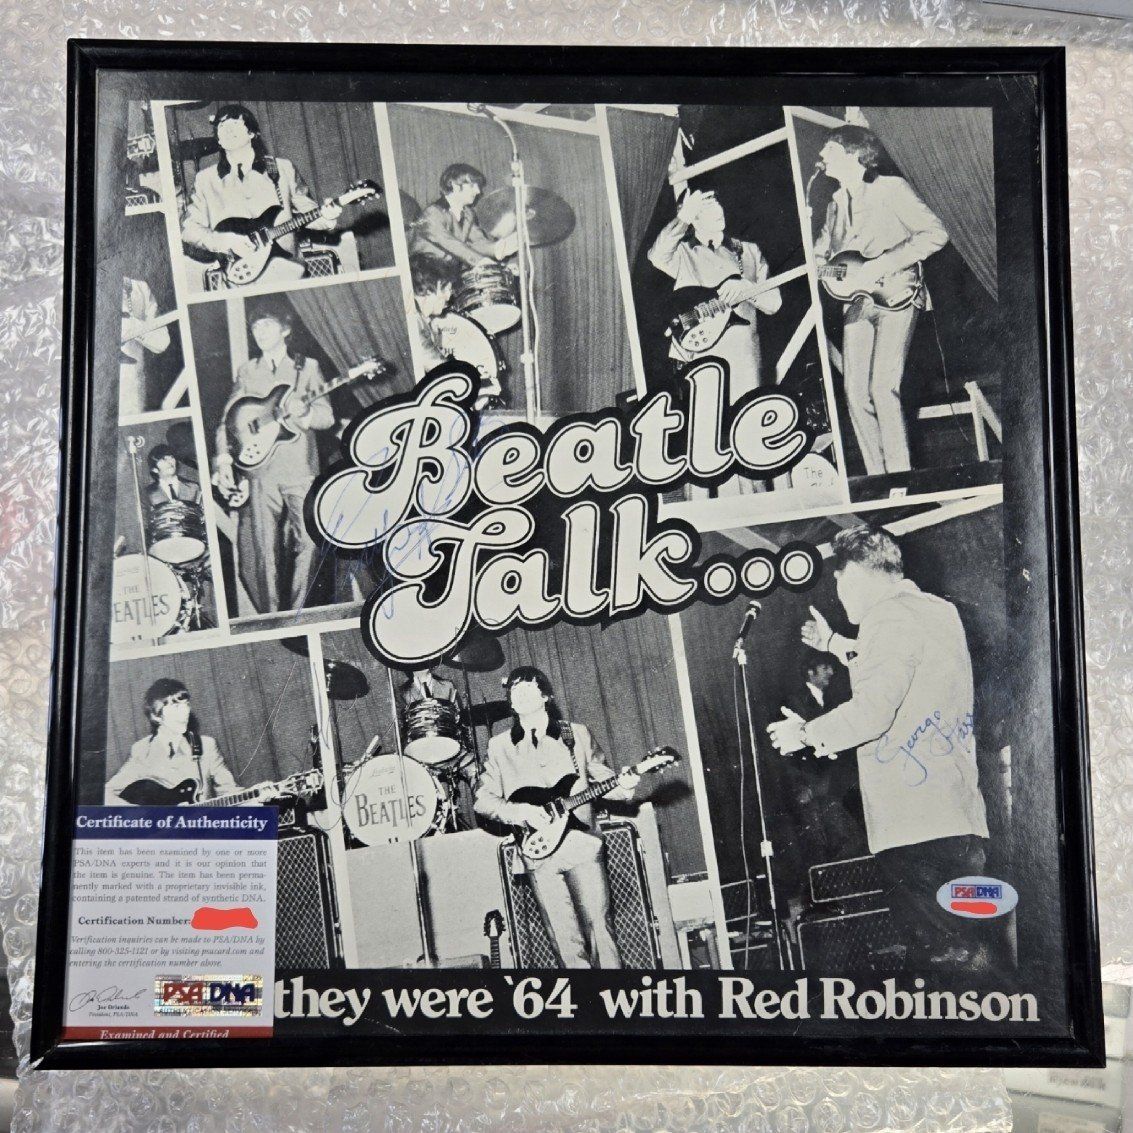 Beatle
Talk...
The
THE
BEATLES
Ludwig
THE
BEATLES
George Harr
PSA/DNA
Certificate of Authenticity
This item has been examined by one or more
PSA/DNA experts and it is our opinion that
the item is genuine. The item has been perma-
nently marked with a proprietary invisible ink,
containing a patented strand of synthetic DNA.
Certification Number:
Verification inquiries can be made to PSA/DNA by
calling 800-325-1121 or by visiting psacard.com and
entering the certification number above.
Joe Orlando
President, PSA/DNA
PSA/DNA
Examined and Certified
they were '64 with Red Robinson